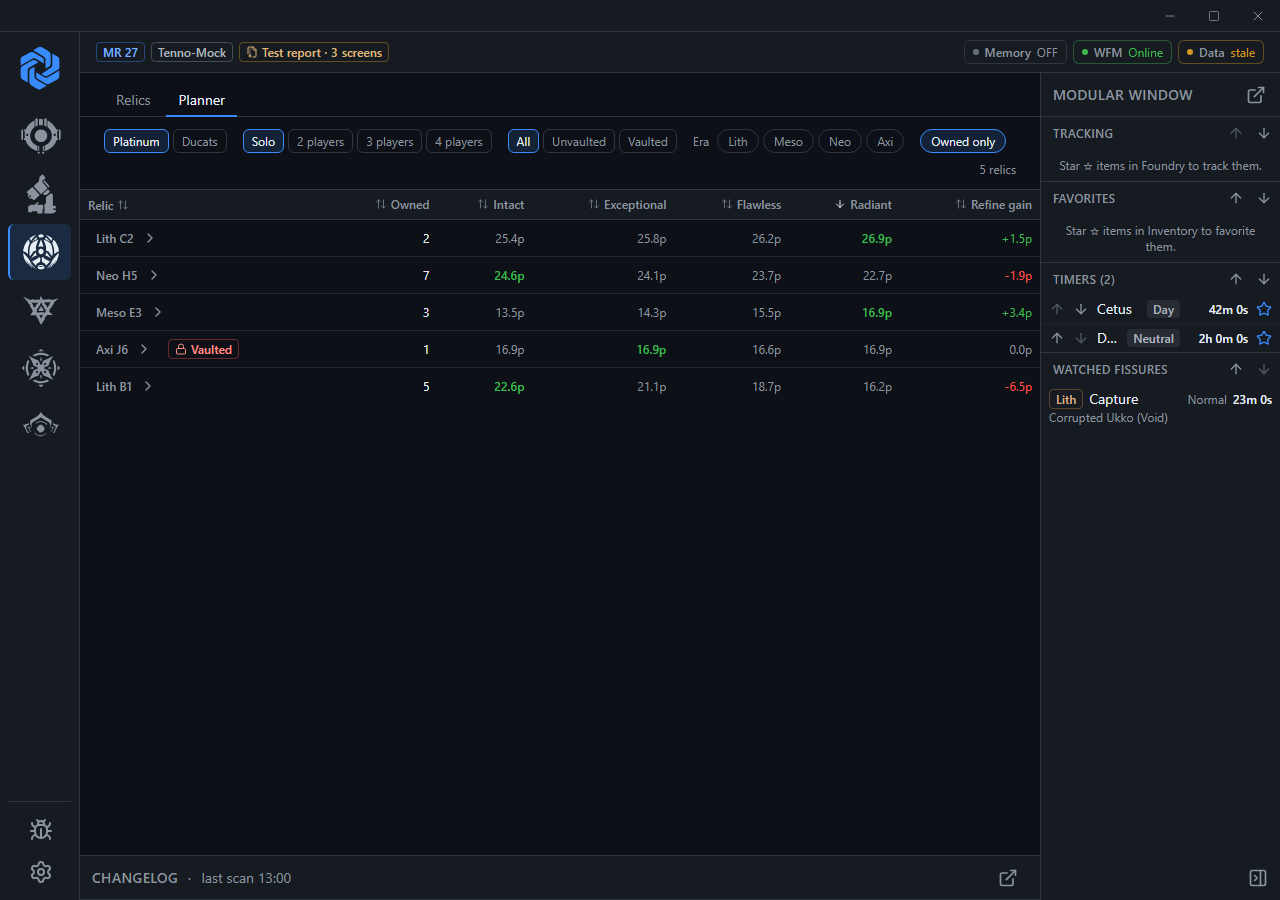 MR 27 Tenno-Mock Test report · 3 screens Memory OFF WFM Online Data stale
Relics Planner
Platinum Ducats Solo 2 players 3 players 4 players All Unvaulted Vaulted Era Lith Meso Neo Axi Owned only
5 relics
Relic Owned Intact Exceptional Flawless Radiant Refine gain
Lith C2 2 25.4p 25.8p 26.2p 26.9p +1.5p
Neo H5 7 24.6p 24.1p 23.7p 22.7p -1.9p
Meso E3 3 13.5p 14.3p 15.5p 16.9p +3.4p
Axi J6 Vaulted 1 16.9p 16.9p 16.6p 16.9p 0.0p
Lith B1 5 22.6p 21.1p 18.7p 16.2p -6.5p
CHANGELOG · last scan 13:00
MODULAR WINDOW
TRACKING
Star ☆ items in Foundry to track them.
FAVORITES
Star ☆ items in Inventory to favorite
them.
TIMERS (2)
Cetus Day 42m 0s
D... Neutral 2h 0m 0s
WATCHED FISSURES
Lith Capture Normal 23m 0s
Corrupted Ukko (Void)